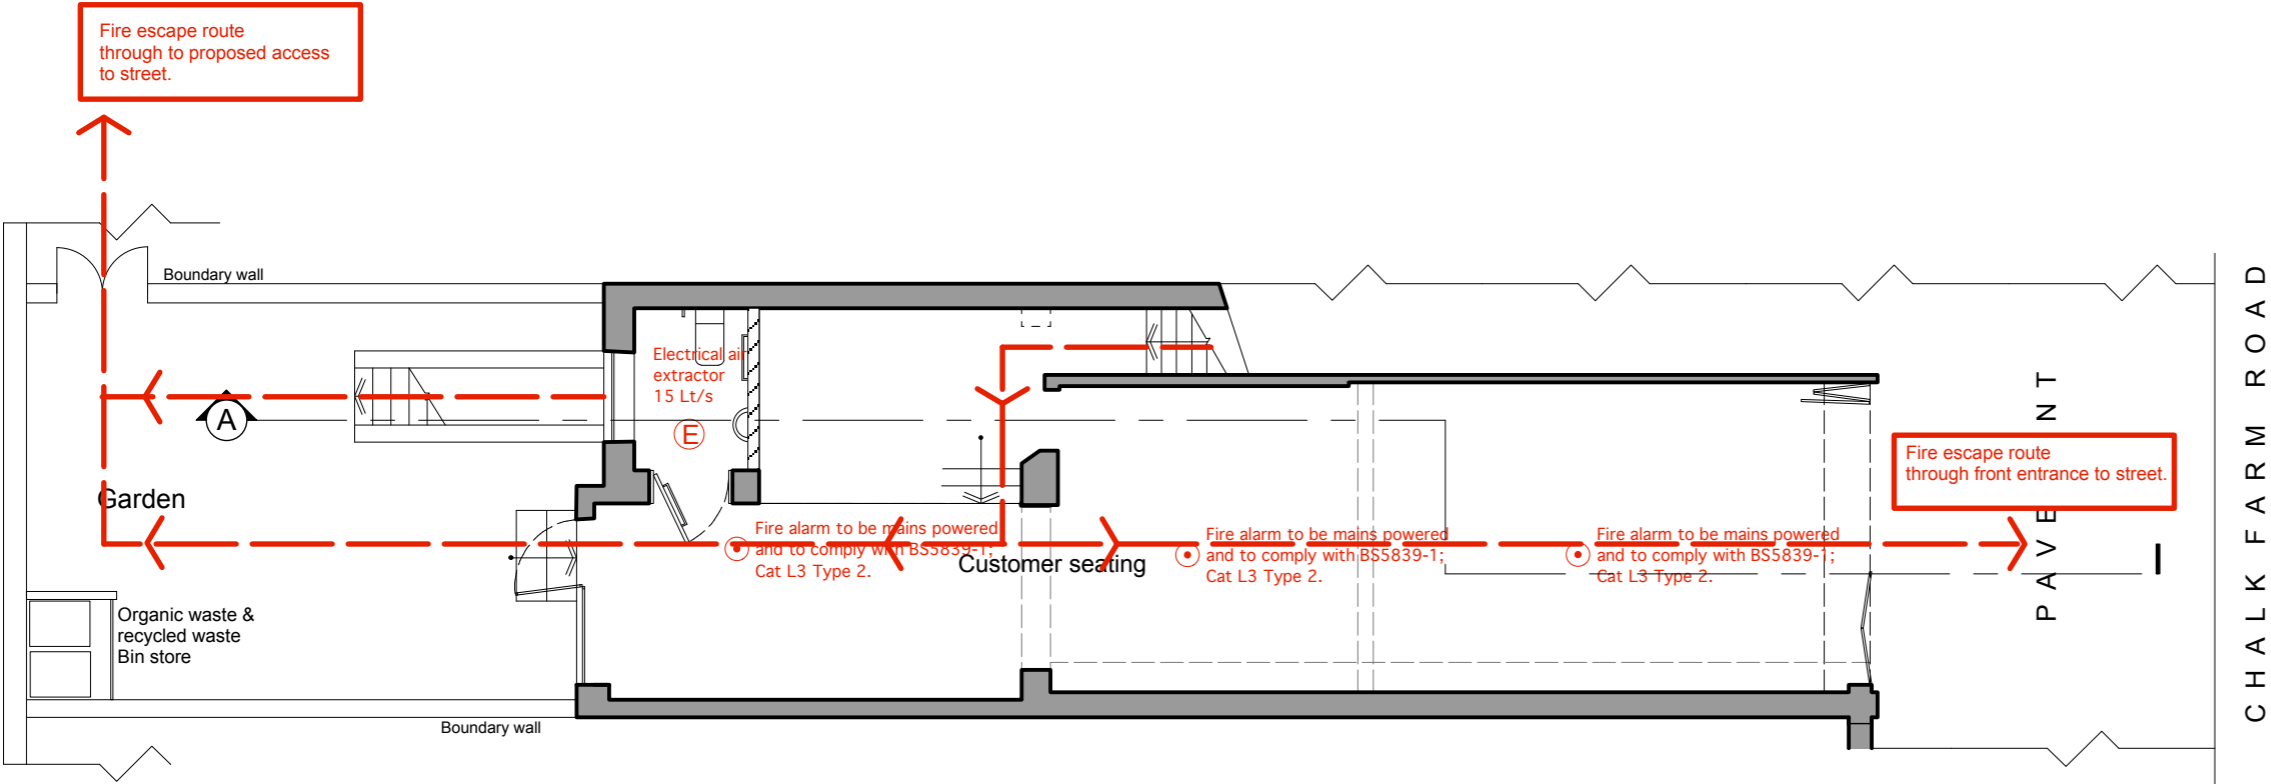 Fire escape route
through to proposed access
to street.
Boundary wall
Electrical air
extractor
15 Lt/s
E
A
Garden
Fire alarm to be mains powered
and to comply with BS5839-1;
Cat L3 Type 2.
Customer seating
Fire alarm to be mains powered
and to comply with BS5839-1;
Cat L3 Type 2.
Fire alarm to be mains powered
and to comply with BS5839-1;
Cat L3 Type 2.
Fire escape route
through front entrance to street.
Organic waste &
recycled waste
Bin store
Boundary wall
CHALK FARM ROAD